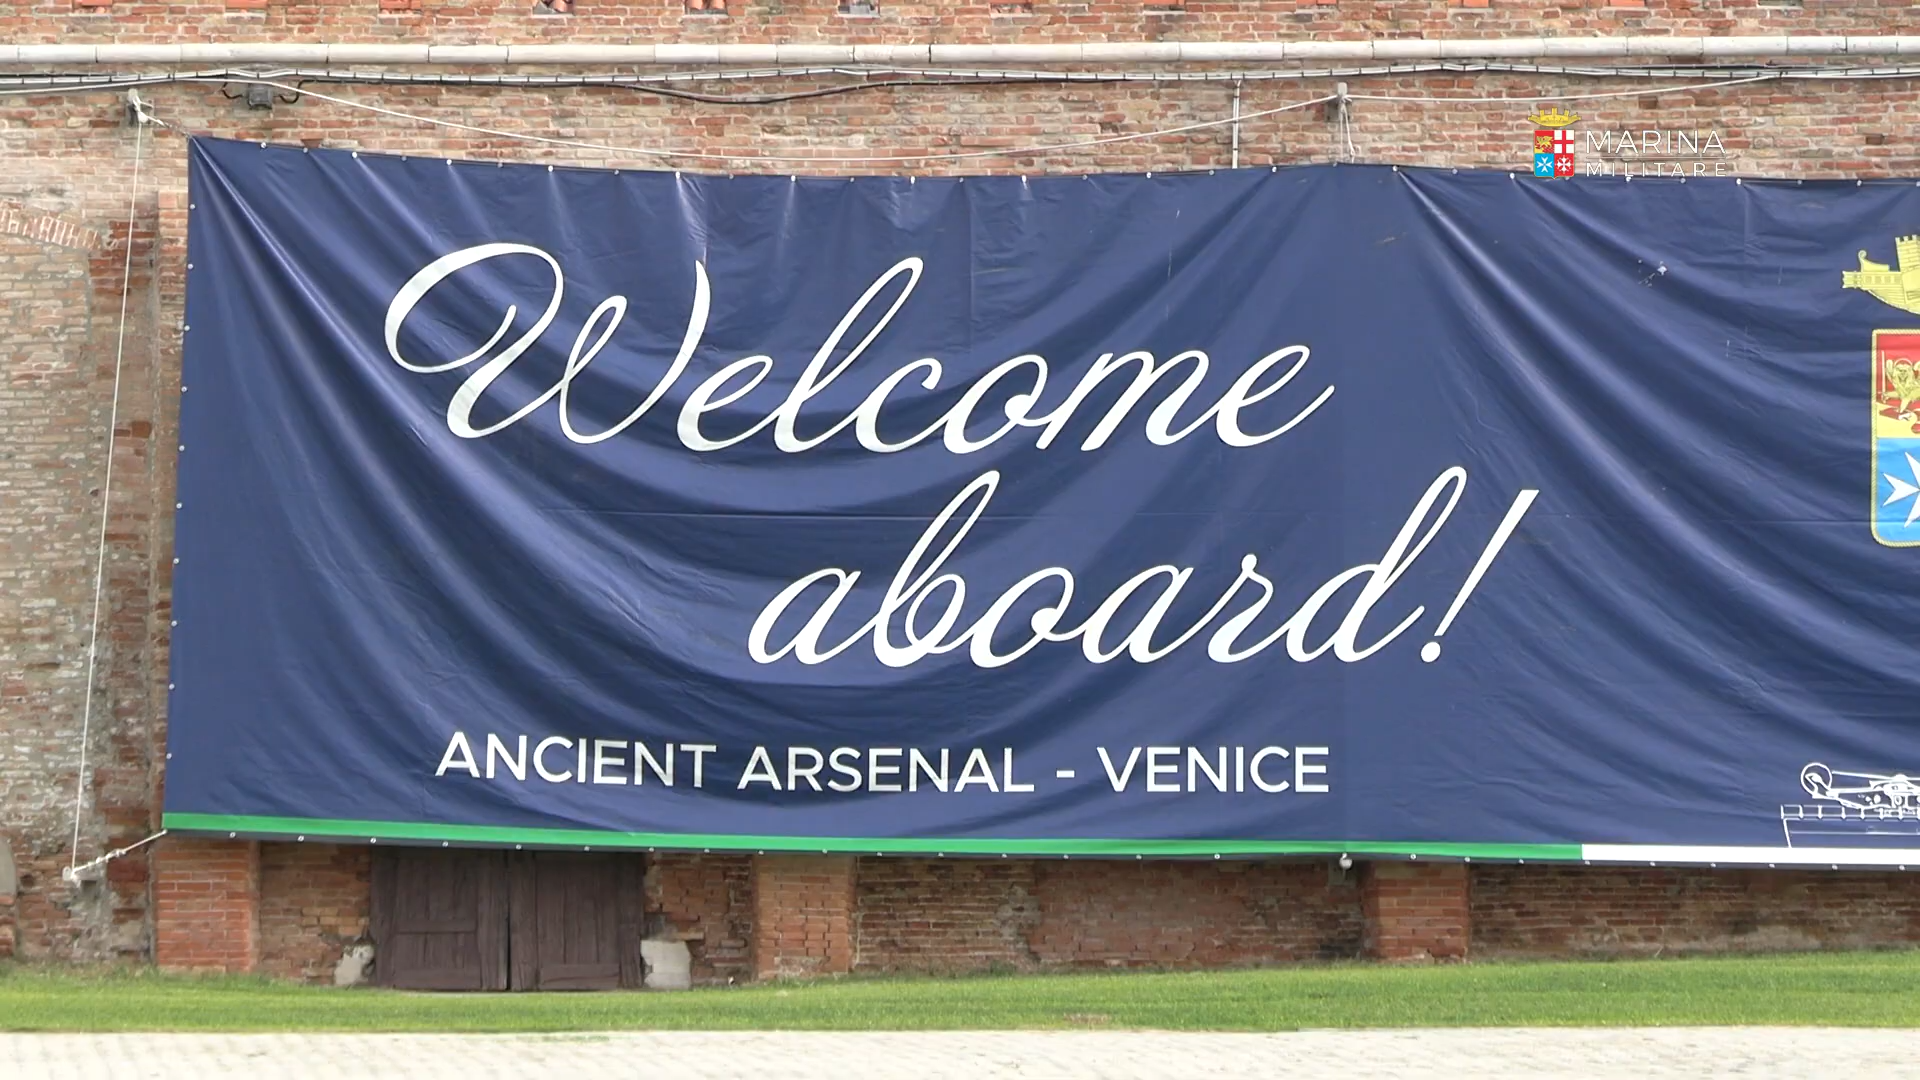 MARINA
MILITARE
Welcome
aboard!
ANCIENT ARSENAL - VENICE